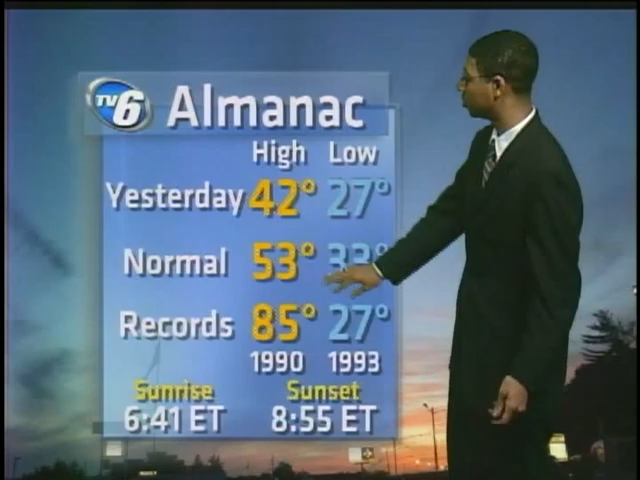 TV6 Almanac
High Low
Yesterday 42° 27°
Normal 53° 33°
Records 85° 27°
1990 1993
Sunrise Sunset
6:41 ET 8:55 ET